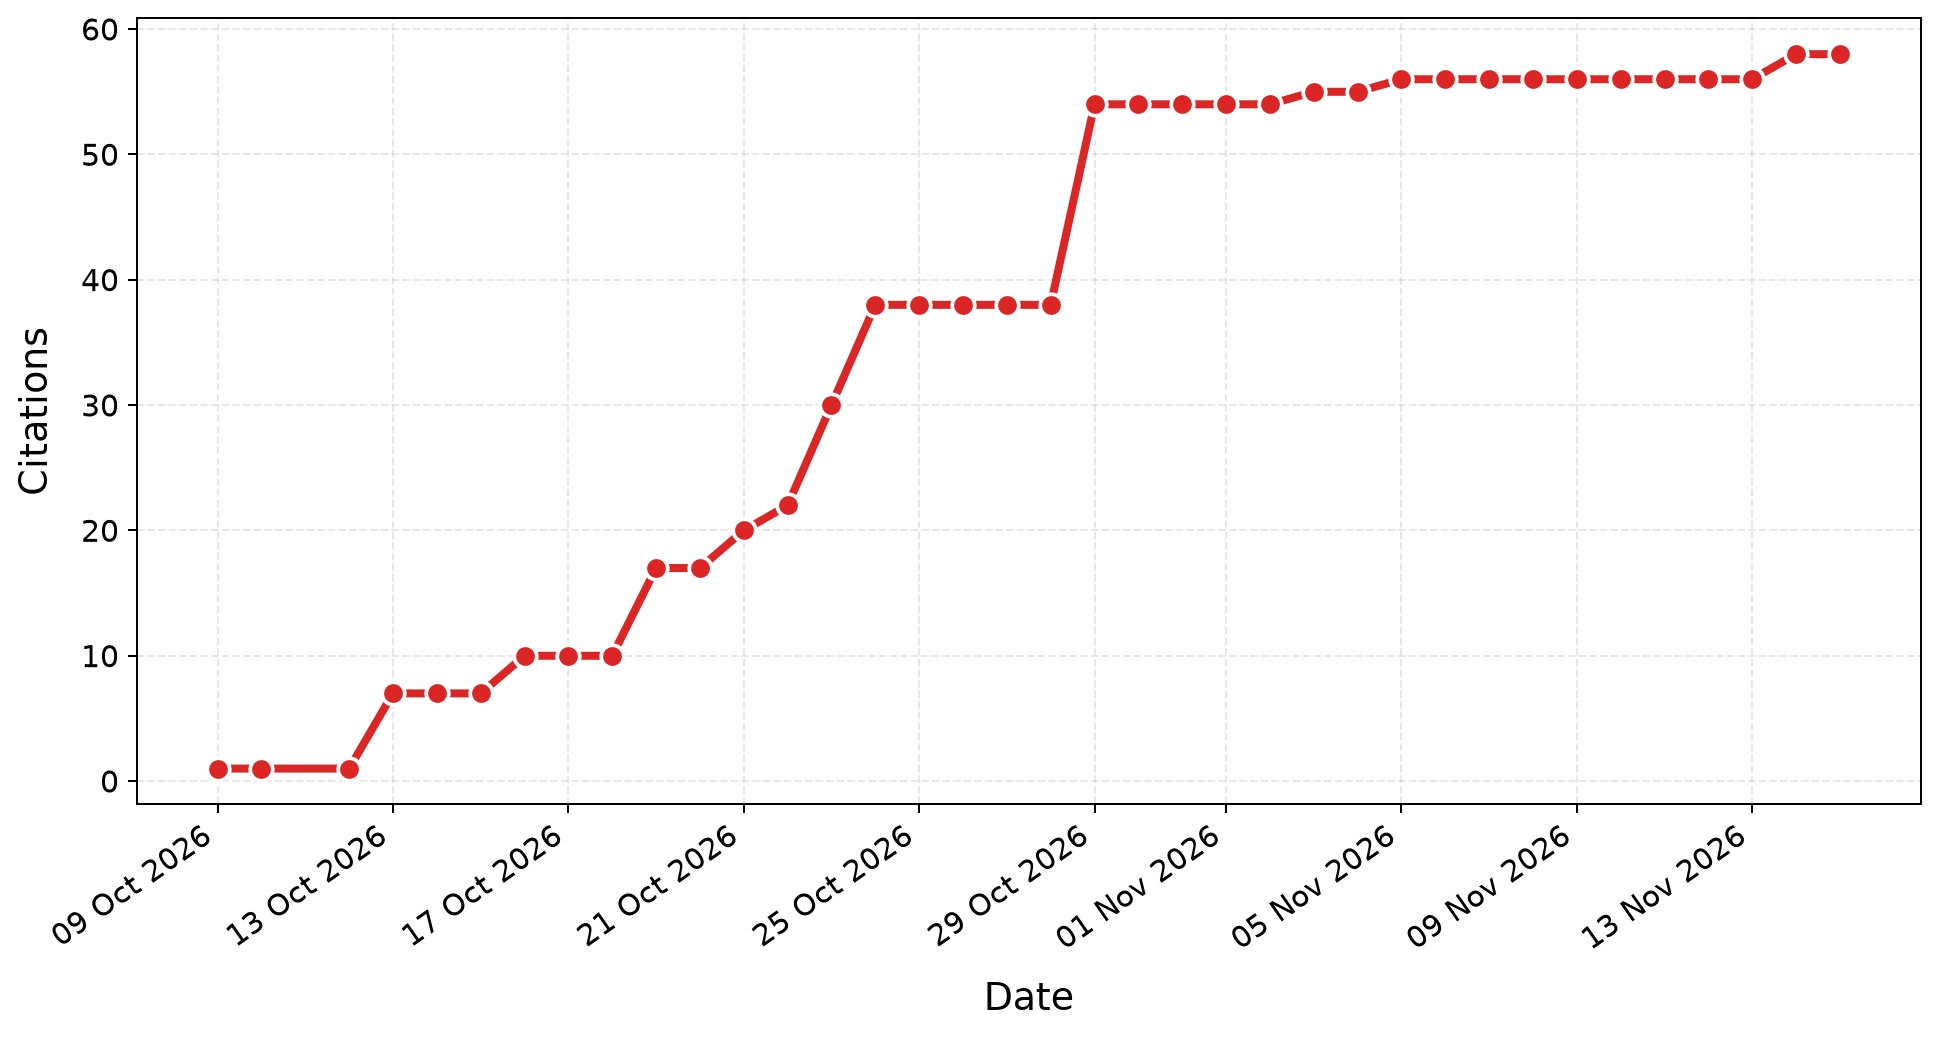 60
50
40
30
20
10
0
Citations
09 Oct 2026
13 Oct 2026
17 Oct 2026
21 Oct 2026
25 Oct 2026
29 Oct 2026
01 Nov 2026
05 Nov 2026
09 Nov 2026
13 Nov 2026
Date